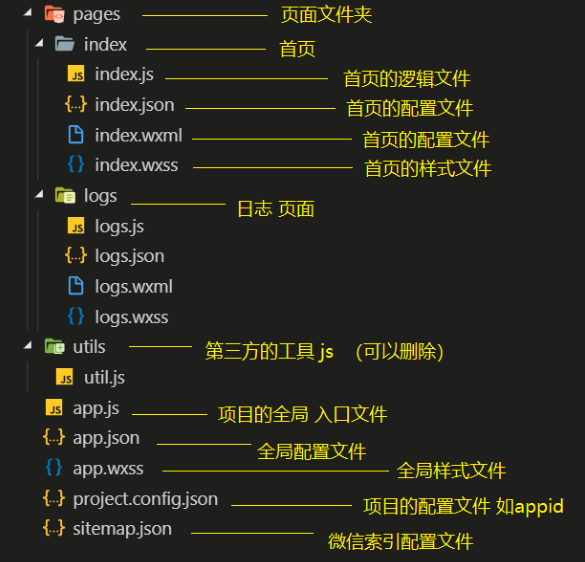 pages 页面文件夹
index 首页
index.js 首页的逻辑文件
index.json 首页的配置文件
index.wxml 首页的配置文件
index.wxss 首页的样式文件
logs 日志 页面
logs.js
logs.json
logs.wxml
logs.wxss
utils 第三方的工具 js （可以删除）
util.js
app.js 项目的全局 入口文件
app.json 全局配置文件
app.wxss 全局样式文件
project.config.json 项目的配置文件 如appid
sitemap.json 微信索引配置文件